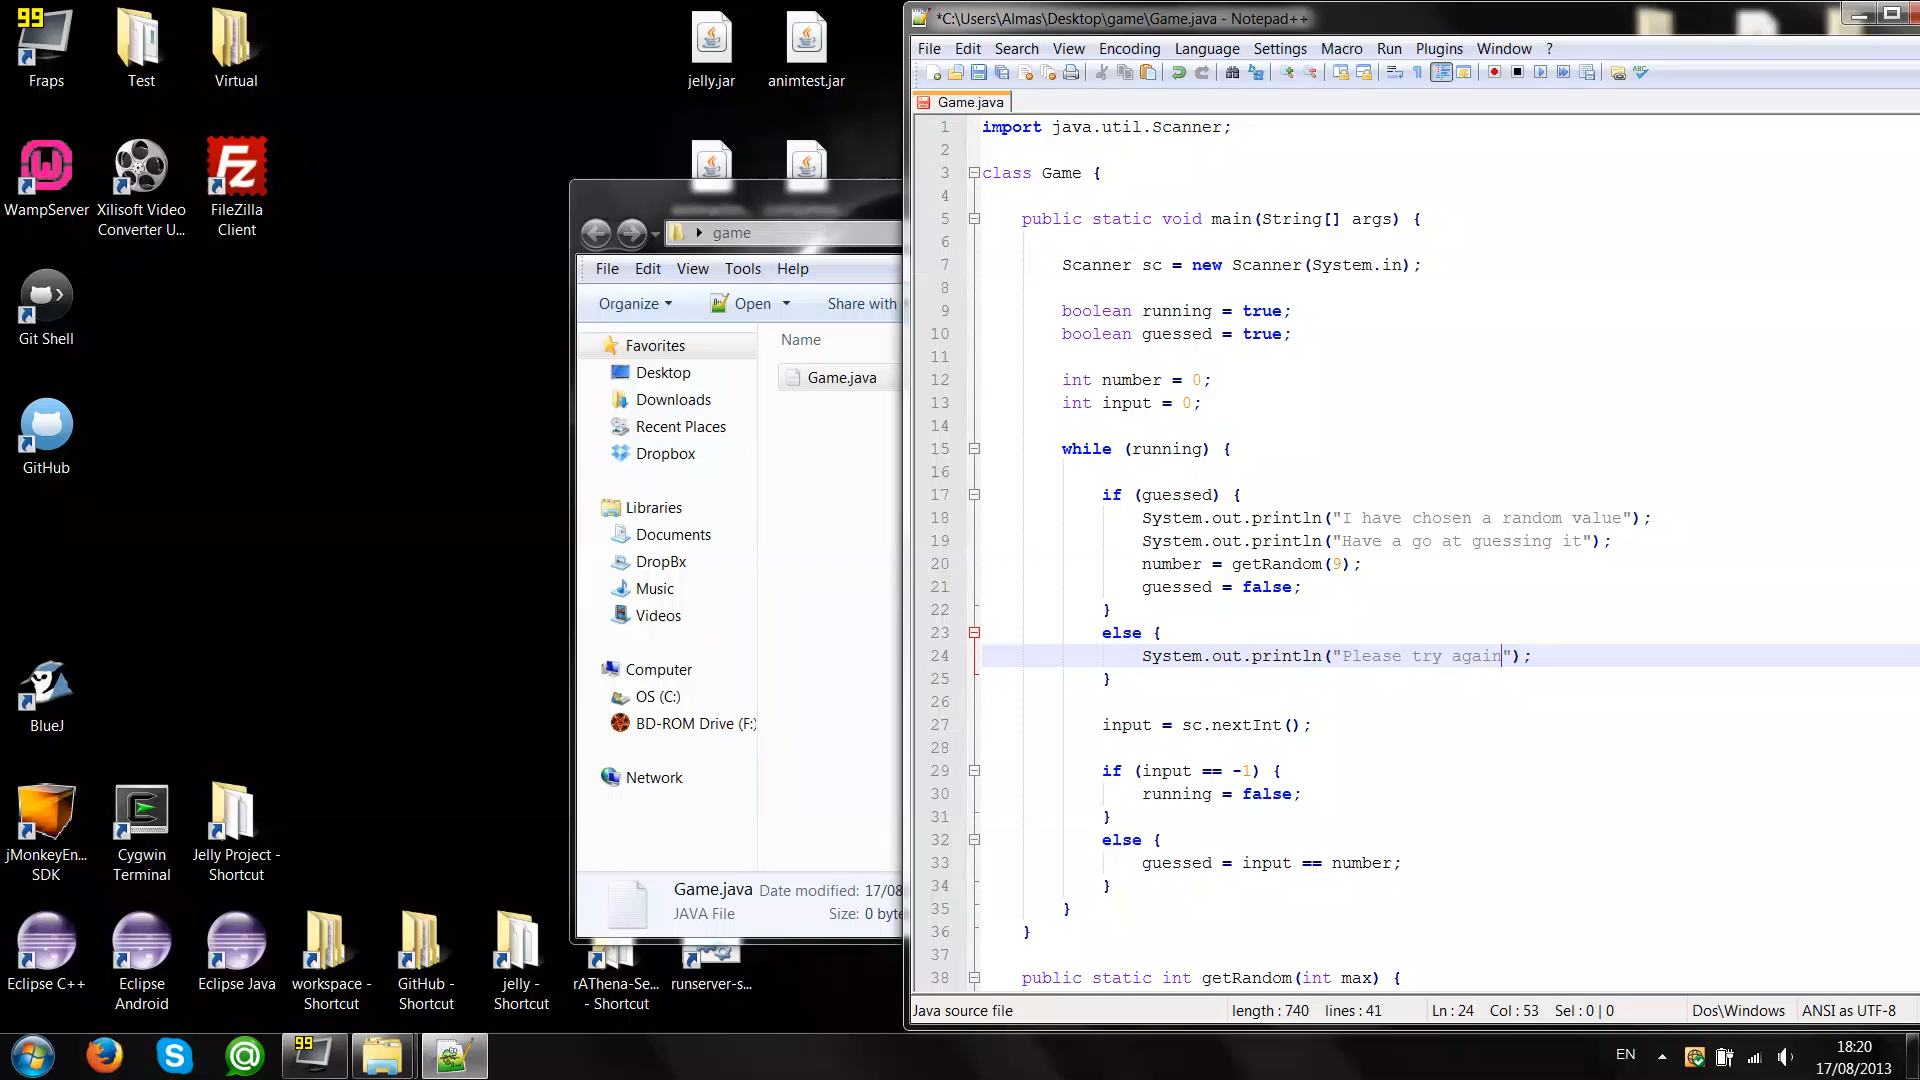 99
Fraps
Test
Virtual
jelly.jar
animtest.jar
WampServer
Xilisoft Video
Converter U...
FileZilla
Client
Git Shell
GitHub
BlueJ
jMonkeyEn...
SDK
Cygwin
Terminal
Jelly Project -
Shortcut
Eclipse C++
Eclipse
Android
Eclipse Java
workspace -
Shortcut
GitHub -
Shortcut
jelly -
Shortcut
rAThena-Se...
- Shortcut
runserver-s...
game
File Edit View Tools Help
Organize Open Share with
Favorites
Desktop
Downloads
Recent Places
Dropbox
Libraries
Documents
DropBx
Music
Videos
Computer
OS (C:)
BD-ROM Drive (F:)
Network
Name
Game.java
Game.java Date modified: 17/08
JAVA File Size: 0 byte
*C:\Users\Almas\Desktop\game\Game.java - Notepad++
File Edit Search View Encoding Language Settings Macro Run Plugins Window ?
Game.java
1 import java.util.Scanner;
2
3 class Game {
4
5 public static void main(String[] args) {
6
7 Scanner sc = new Scanner(System.in);
8
9 boolean running = true;
10 boolean guessed = true;
11
12 int number = 0;
13 int input = 0;
14
15 while (running) {
16
17 if (guessed) {
18 System.out.println("I have chosen a random value");
19 System.out.println("Have a go at guessing it");
20 number = getRandom(9);
21 guessed = false;
22 }
23 else {
24 System.out.println("Please try again");
25 }
26
27 input = sc.nextInt();
28
29 if (input == -1) {
30 running = false;
31 }
32 else {
33 guessed = input == number;
34 }
35 }
36 }
37
38 public static int getRandom(int max) {
Java source file length : 740 lines : 41 Ln : 24 Col : 53 Sel : 0 | 0 Dos\Windows ANSI as UTF-8
99
EN
18:20
17/08/2013